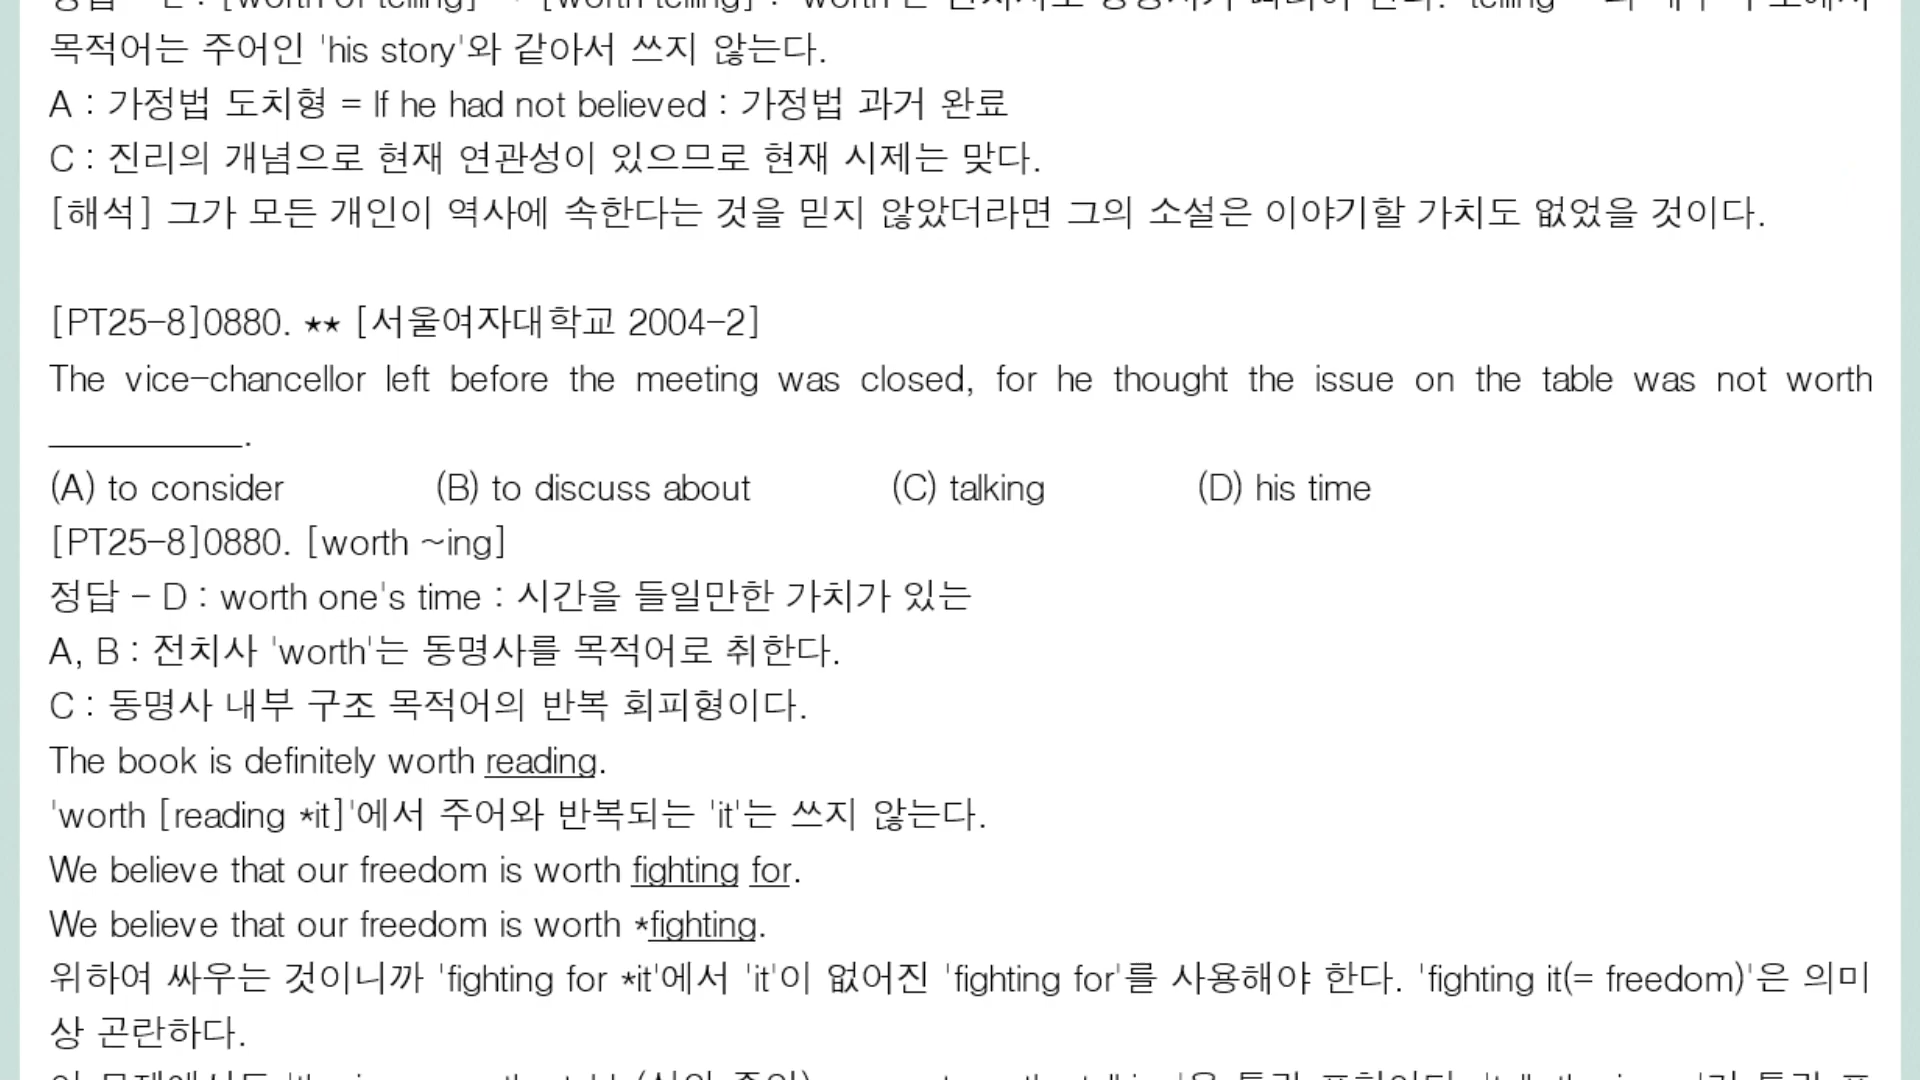 목적어는 주어인 'his story'와 같아서 쓰지 않는다.
A : 가정법 도치형 = If he had not believed : 가정법 과거 완료
C : 진리의 개념으로 현재 연관성이 있으므로 현재 시제는 맞다.
[해석] 그가 모든 개인이 역사에 속한다는 것을 믿지 않았더라면 그의 소설은 이야기할 가치도 없었을 것이다.
[PT25-8]0880. ★★ [서울여자대학교 2004-2]
The vice-chancellor left before the meeting was closed, for he thought the issue on the table was not worth
__________.
(A) to consider (B) to discuss about (C) talking (D) his time
[PT25-8]0880. [worth ~ing]
정답 - D : worth one's time : 시간을 들일만한 가치가 있는
A, B : 전치사 'worth'는 동명사를 목적어로 취한다.
C : 동명사 내부 구조 목적어의 반복 회피형이다.
The book is definitely worth reading.
'worth [reading *it]'에서 주어와 반복되는 'it'는 쓰지 않는다.
We believe that our freedom is worth fighting for.
We believe that our freedom is worth *fighting.
위하여 싸우는 것이니까 'fighting for *it'에서 'it'이 없어진 'fighting for'를 사용해야 한다. 'fighting it(= freedom)'은 의미
상 곤란하다.